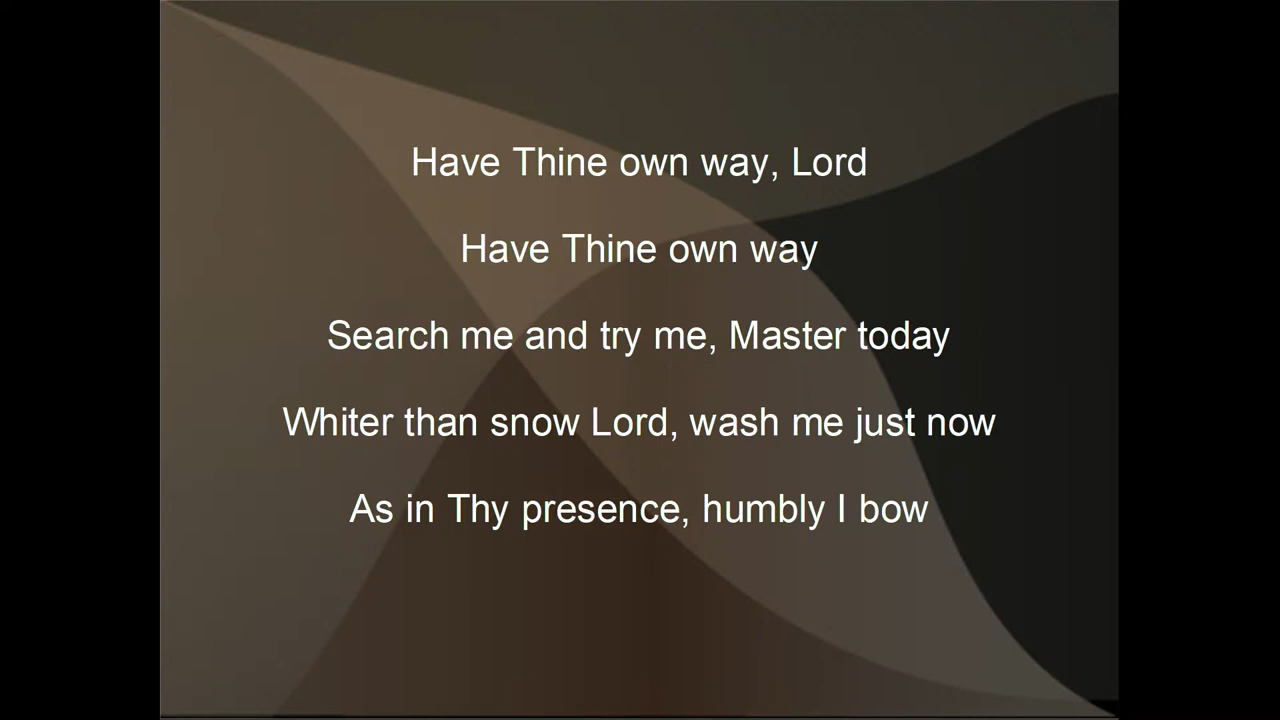 Have Thine own way, Lord
Have Thine own way
Search me and try me, Master today
Whiter than snow Lord, wash me just now
As in Thy presence, humbly I bow